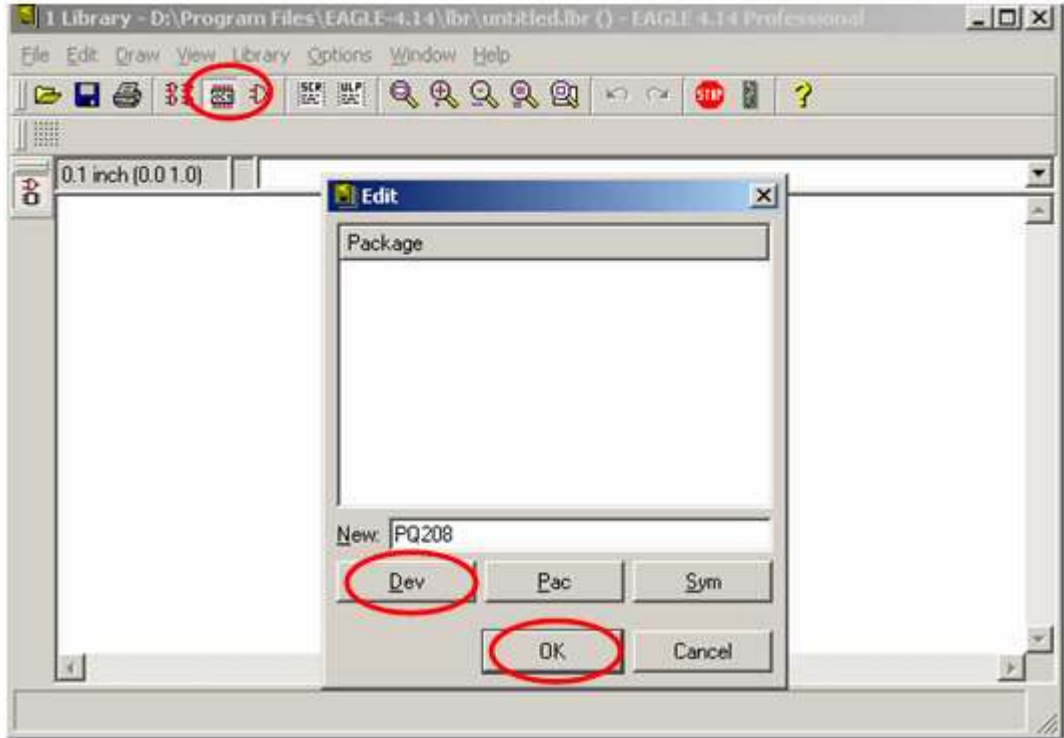 1 Library - D:\Program Files\EAGLE-4.14\lbr\untitled.lbr () - EAGLE 4.14 Professional
File Edit Draw View Library Options Window Help
SCR ULP STOP ?
0.1 inch (0.0 1.0)
Edit
Package
New: PQ208
Dev Pac Sym
OK Cancel